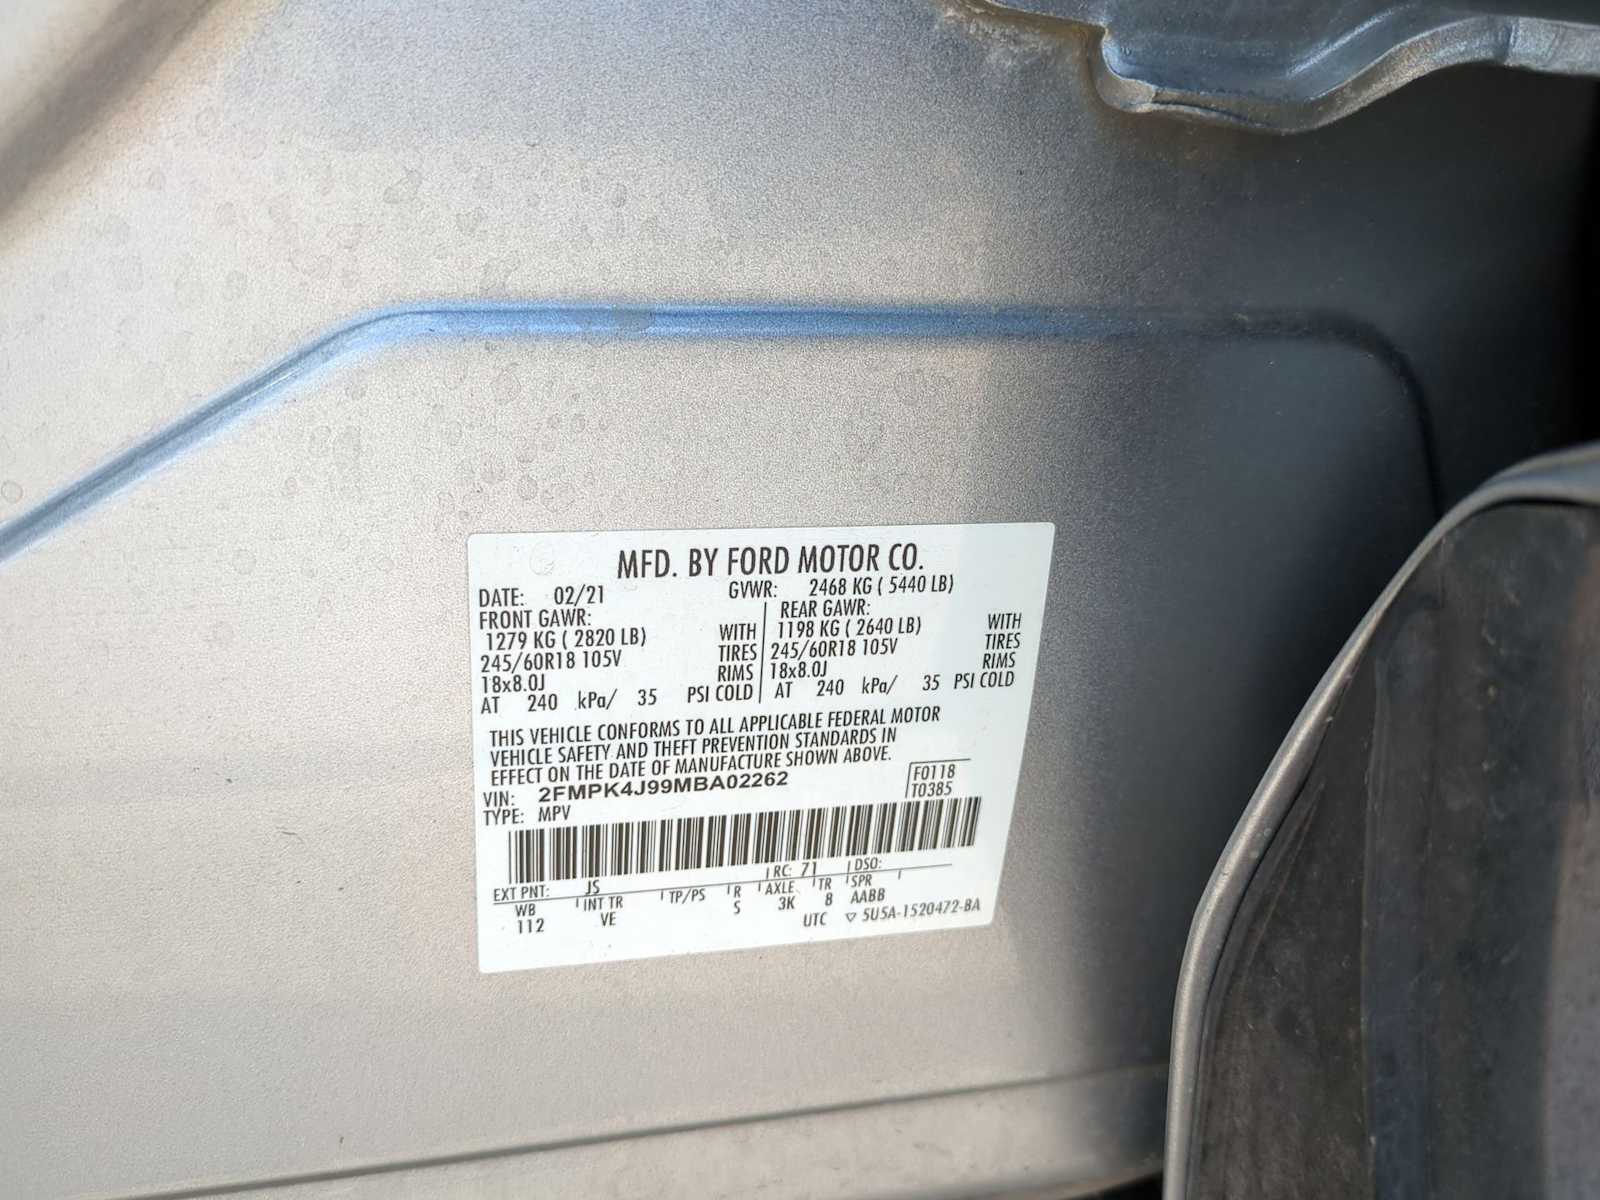 MFD. BY FORD MOTOR CO.
DATE: 02/21 GVWR: 2468 KG ( 5440 LB)
FRONT GAWR: REAR GAWR:
1279 KG ( 2820 LB) WITH 1198 KG ( 2640 LB) WITH
245/60R18 105V TIRES 245/60R18 105V TIRES
18x8.0J RIMS 18x8.0J RIMS
AT 240 kPa/ 35 PSI COLD AT 240 kPa/ 35 PSI COLD
THIS VEHICLE CONFORMS TO ALL APPLICABLE FEDERAL MOTOR
VEHICLE SAFETY AND THEFT PREVENTION STANDARDS IN
EFFECT ON THE DATE OF MANUFACTURE SHOWN ABOVE.
VIN: 2FMPK4J99MBA02262 F0118
TYPE: MPV T0385
EXT PNT: JS RC: 71 DSO:
WB INT TR TP/PS R AXLE TR SPR
112 VE S 3K 8 AABB
UTC ▽ 5U5A-1520472-BA